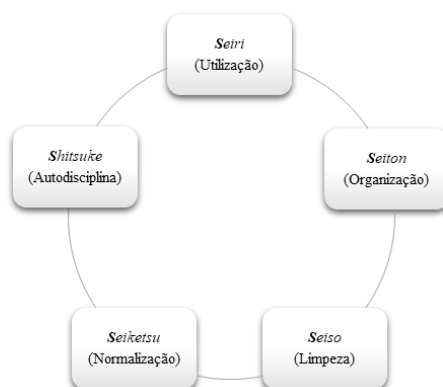 Seiri
(Utilização)
Seiton
(Organização)
Seiso
(Limpeza)
Seiketsu
(Normalização)
Shitsuke
(Autodisciplina)